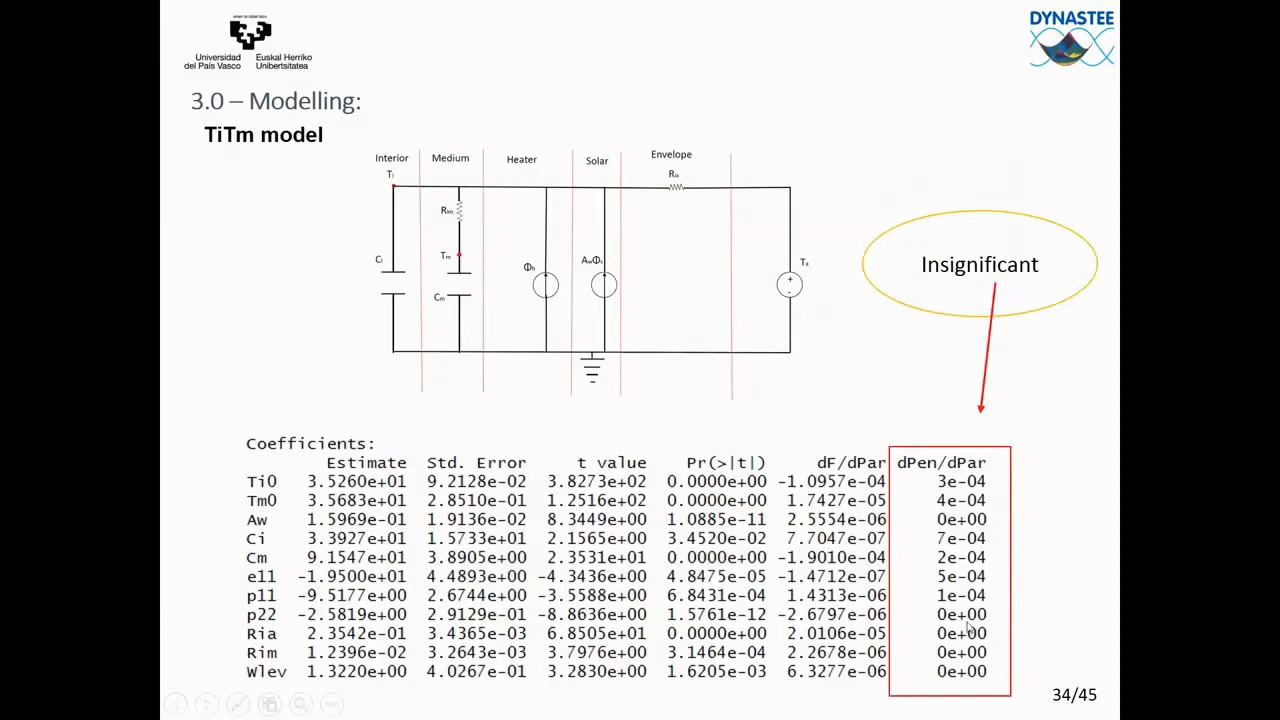 Universidad del País Vasco
Euskal Herriko Unibertsitatea
DYNASTEE
3.0 – Modelling:
TiTm model
Interior Medium Heater Solar Envelope
Ti Ria
Rim
Ci Tm Φh AwΦs Ta
Cm
+
-
Insignificant
Coefficients:
Estimate Std. Error t value Pr(>|t|) dF/dPar dPen/dPar
Ti0 3.5260e+01 9.2128e-02 3.8273e+02 0.0000e+00 -1.0957e-04 3e-04
Tm0 3.5683e+01 2.8510e-01 1.2516e+02 0.0000e+00 1.7427e-05 4e-04
Aw 1.5969e-01 1.9136e-02 8.3449e+00 1.0885e-11 2.5554e-06 0e+00
Ci 3.3927e+01 1.5733e+01 2.1565e+00 3.4520e-02 7.7047e-07 7e-04
Cm 9.1547e+01 3.8905e+00 2.3531e+01 0.0000e+00 -1.9010e-04 2e-04
e11 -1.9500e+01 4.4893e+00 -4.3436e+00 4.8475e-05 -1.4712e-07 5e-04
p11 -9.5177e+00 2.6744e+00 -3.5588e+00 6.8431e-04 1.4313e-06 1e-04
p22 -2.5819e+00 2.9129e-01 -8.8636e+00 1.5761e-12 -2.6797e-06 0e+00
Ria 2.3542e-01 3.4365e-03 6.8505e+01 0.0000e+00 2.0106e-05 0e+00
Rim 1.2396e-02 3.2643e-03 3.7976e+00 3.1464e-04 2.2678e-06 0e+00
Wlev 1.3220e+00 4.0267e-01 3.2830e+00 1.6205e-03 6.3277e-06 0e+00
34/45